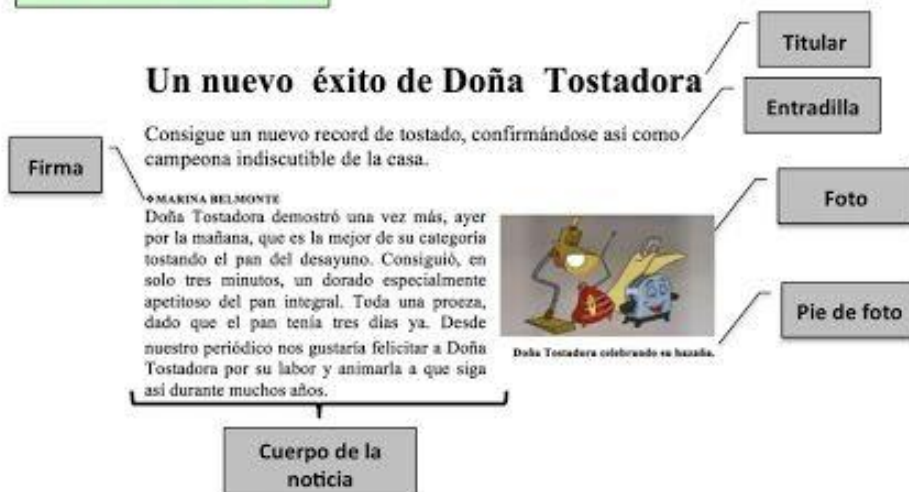 Titular
Un nuevo éxito de Doña Tostadora
Entradilla
Consigue un nuevo record de tostado, confirmándose así como
campeona indiscutible de la casa.
Firma
❖MARINA BELMONTE
Doña Tostadora demostró una vez más, ayer
por la mañana, que es la mejor de su categoría
tostando el pan del desayuno. Consiguió, en
solo tres minutos, un dorado especialmente
apetitoso del pan integral. Toda una proeza,
dado que el pan tenía tres días ya. Desde
nuestro periódico nos gustaría felicitar a Doña
Tostadora por su labor y animarla a que siga
así durante muchos años.
Foto
Pie de foto
Doña Tostadora celebrando su hazaña.
Cuerpo de la
noticia